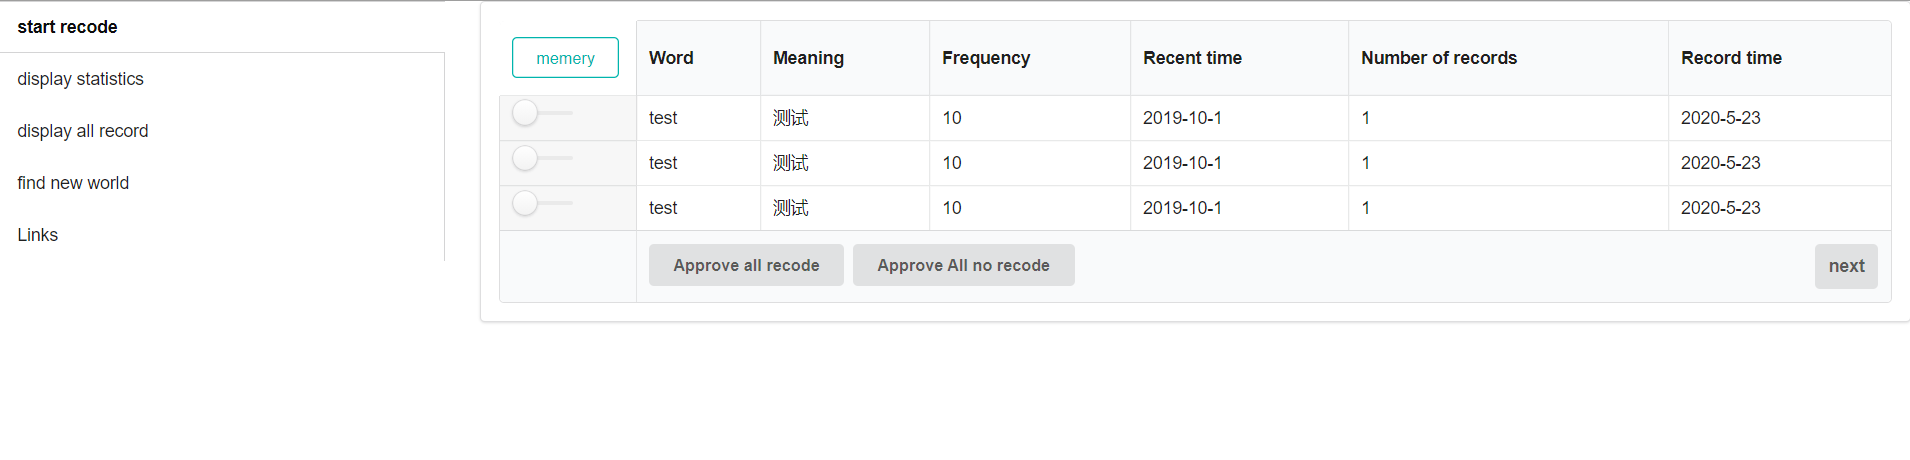 start recode
display statistics
display all record
find new world
Links
memery Word Meaning Frequency Recent time Number of records Record time
test 测试 10 2019-10-1 1 2020-5-23
test 测试 10 2019-10-1 1 2020-5-23
test 测试 10 2019-10-1 1 2020-5-23
Approve all recode Approve All no recode next